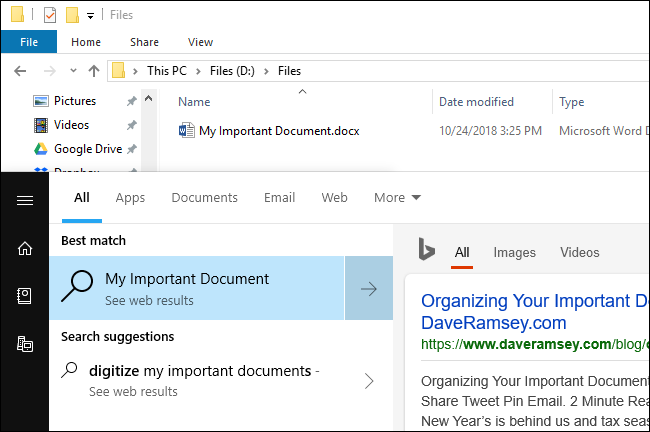 Files
File Home Share View
This PC Files (D:) Files
Name Date modified Type
Pictures
My Important Document.docx 10/24/2018 3:25 PM Microsoft Word D
Videos
Google Drive
Dropbox
All Apps Documents Email Web More
Best match
My Important Document
See web results
Search suggestions
digitize my important documents -
See web results
All Images Videos
Organizing Your Important D
DaveRamsey.com
https://www.daveramsey.com/blog/
Organizing Your Important Document
Share Tweet Pin Email. 2 Minute Rea
New Year's is behind us and tax seas